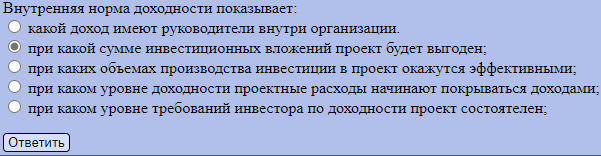 Внутренняя норма доходности показывает:
какой доход имеют руководители внутри организации.
при какой сумме инвестиционных вложений проект будет выгоден;
при каких объемах производства инвестиции в проект окажутся эффективными;
при каком уровне доходности проектные расходы начинают покрываться доходами;
при каком уровне требований инвестора по доходности проект состоятелен;
Ответить